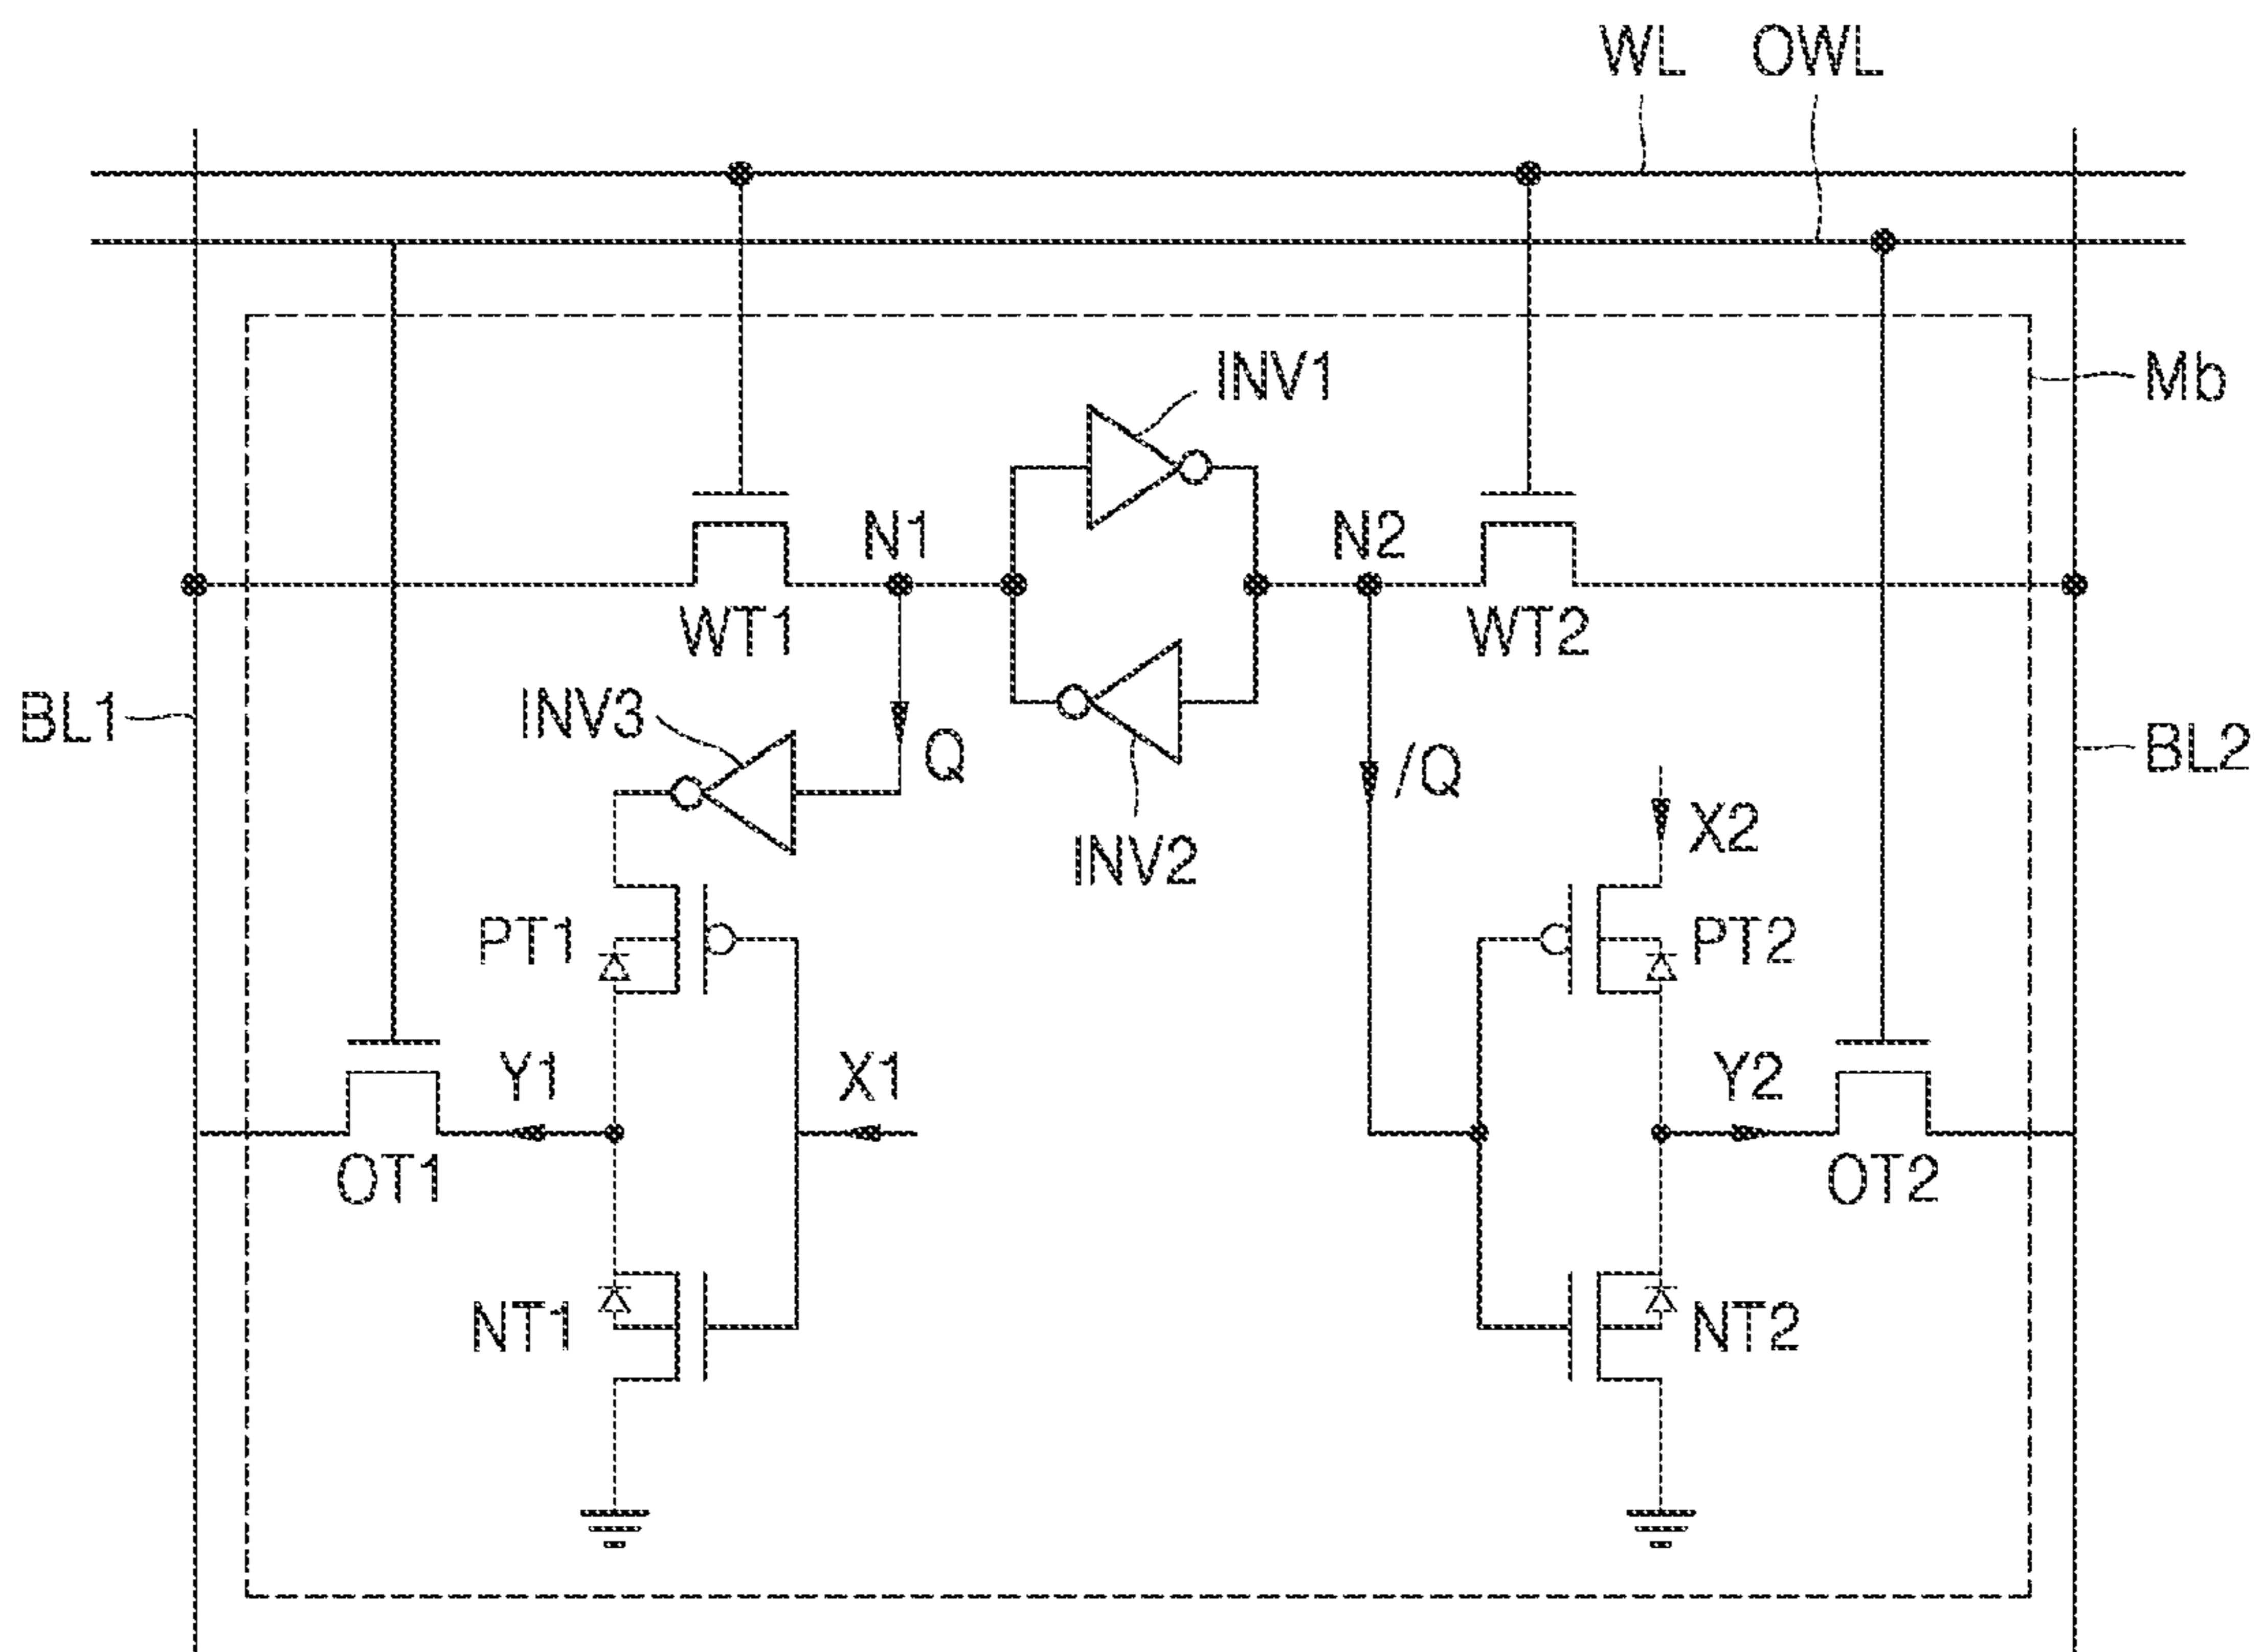 WL OWL
INV1
Mb
N1 N2
WT1 WT2
BL1 INV3 Q /Q BL2
X2
INV2
PT1 PT2
Y1 X1 Y2
OT1 OT2
NT1 NT2